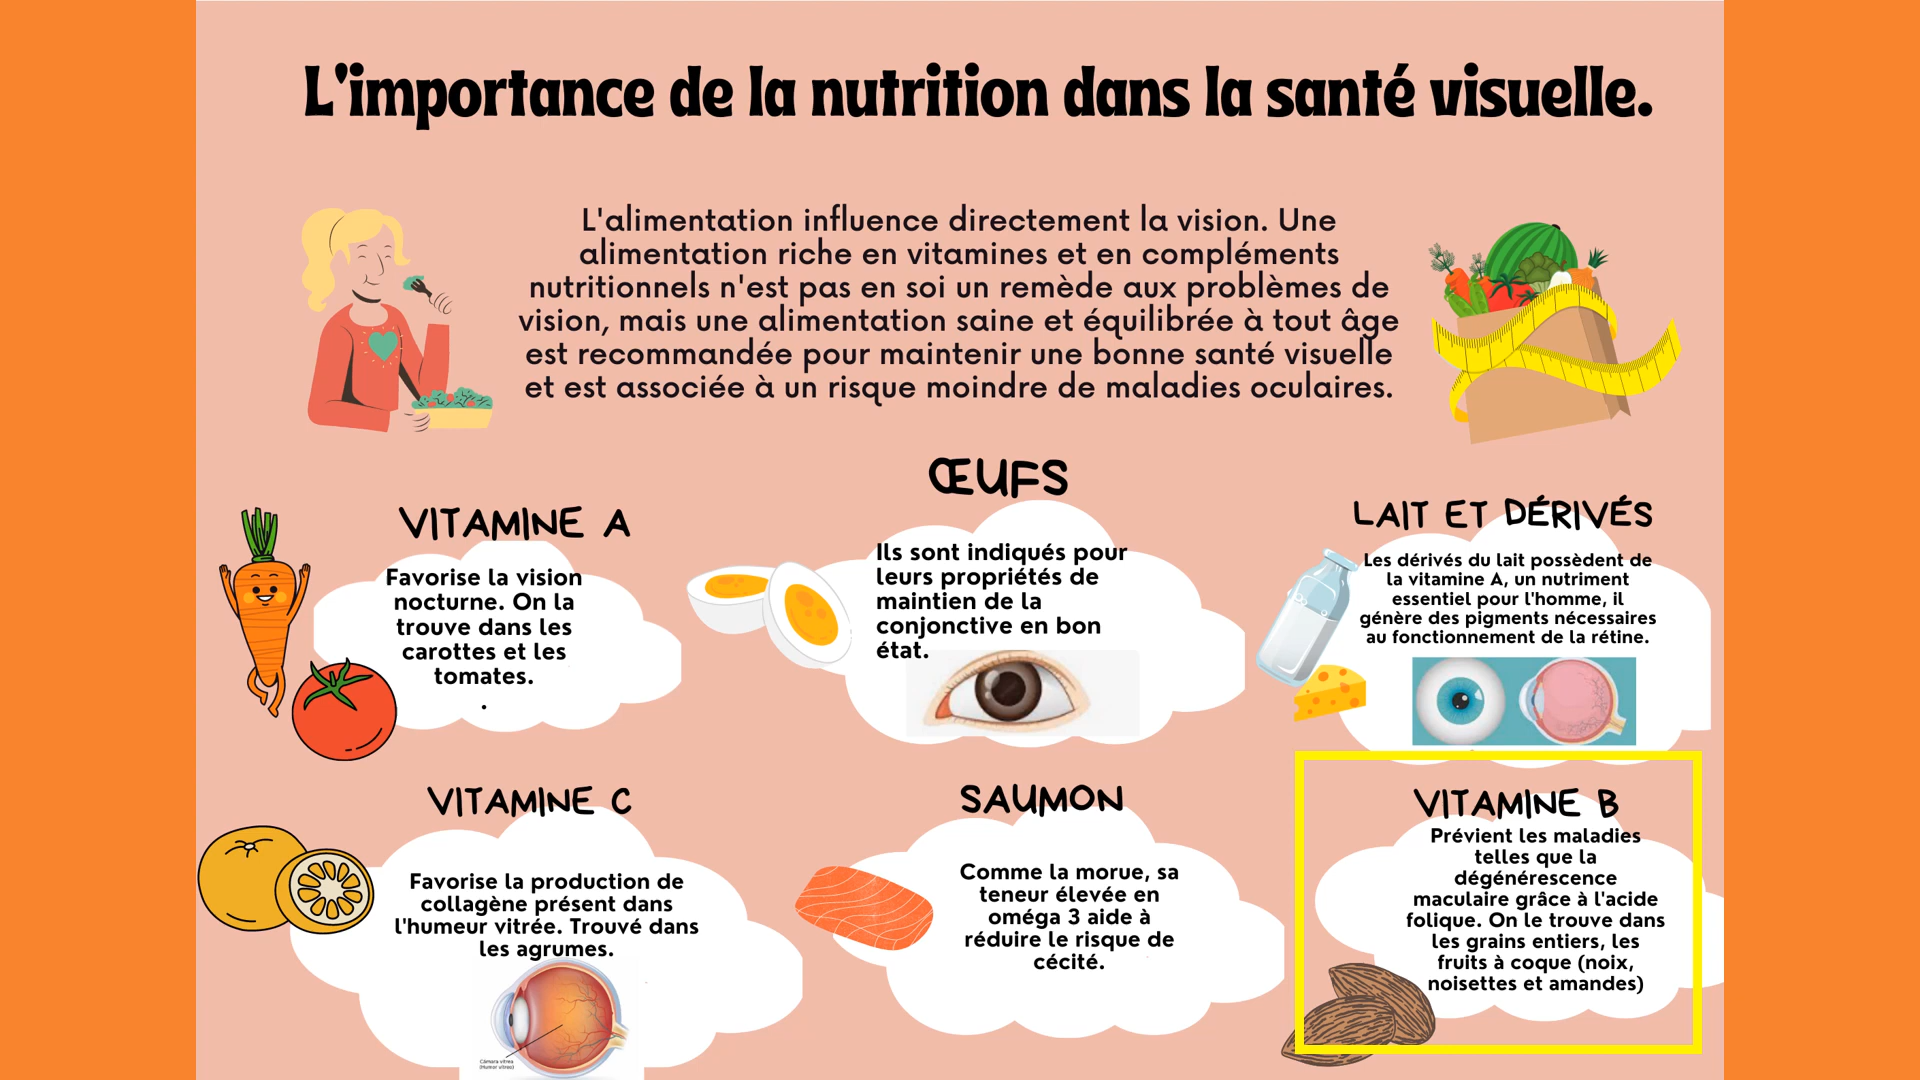 L'importance de la nutrition dans la santé visuelle.
L'alimentation influence directement la vision. Une
alimentation riche en vitamines et en compléments
nutritionnels n'est pas en soi un remède aux problèmes de
vision, mais une alimentation saine et équilibrée à tout âge
est recommandée pour maintenir une bonne santé visuelle
et est associée à un risque moindre de maladies oculaires.
VITAMINE A
Favorise la vision
nocturne. On la
trouve dans les
carottes et les
tomates.
.
ŒUFS
Ils sont indiqués pour
leurs propriétés de
maintien de la
conjonctive en bon
état.
LAIT ET DÉRIVÉS
Les dérivés du lait possèdent de
la vitamine A, un nutriment
essentiel pour l'homme, il
génère des pigments nécessaires
au fonctionnement de la rétine.
VITAMINE C
Favorise la production de
collagène présent dans
l'humeur vitrée. Trouvé dans
les agrumes.
Cámara vítrea
(Humor vítreo)
SAUMON
Comme la morue, sa
teneur élevée en
oméga 3 aide à
réduire le risque de
cécité.
VITAMINE B
Prévient les maladies
telles que la
dégénérescence
maculaire grâce à l'acide
folique. On le trouve dans
les grains entiers, les
fruits à coque (noix,
noisettes et amandes)